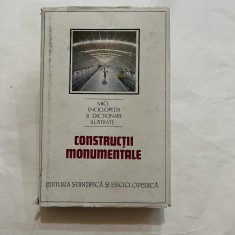 MICI
ENCICLOPEDII
ȘI DICȚIONARE
ILUSTRATE
CONSTRUCȚII
MONUMENTALE
EDITURA ȘTIINȚIFICĂ ȘI ENCICLOPEDICĂ